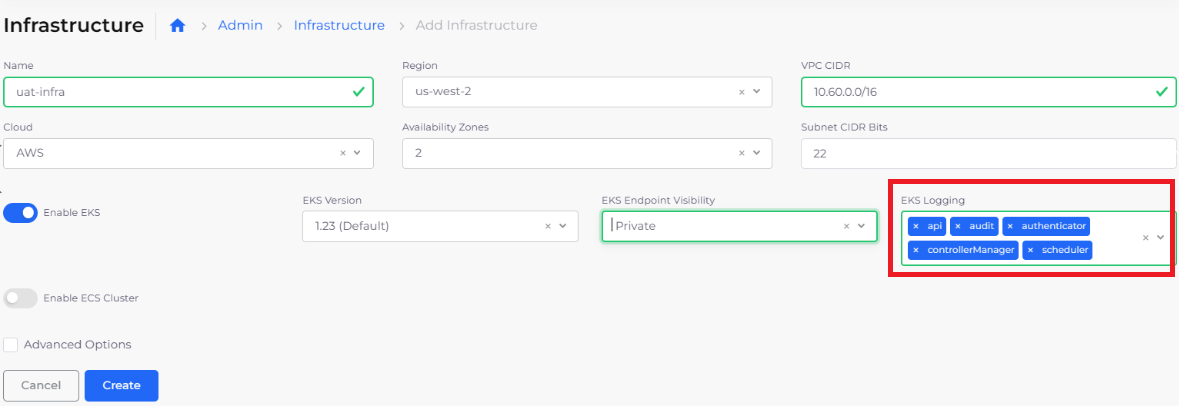 Infrastructure > Admin > Infrastructure > Add Infrastructure
Name Region VPC CIDR
uat-infra us-west-2 × 10.60.0.0/16
Cloud Availability Zones Subnet CIDR Bits
AWS × 2 × 22
EKS Version EKS Endpoint Visibility EKS Logging
Enable EKS 1.23 (Default) × Private × × api × audit × authenticator ×
× controllerManager × scheduler
Enable ECS Cluster
Advanced Options
Cancel Create